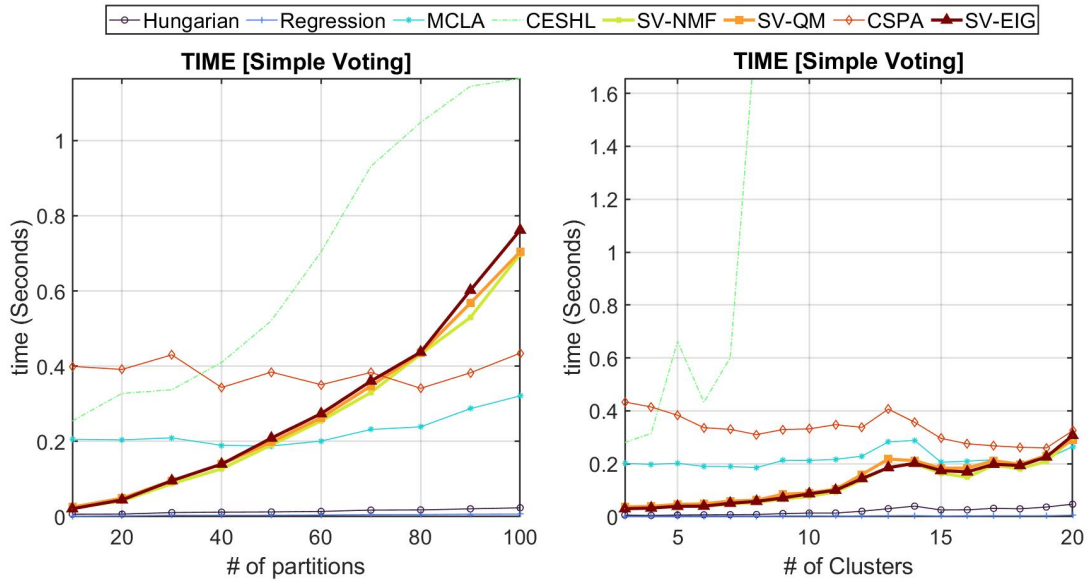 Hungarian Regression MCLA CESHL SV-NMF SV-QM CSPA SV-EIG
TIME [Simple Voting]
1
0.8
0.6
0.4
0.2
0
time (Seconds)
20 40 60 80 100
# of partitions
TIME [Simple Voting]
1.6
1.4
1.2
1
0.8
0.6
0.4
0.2
0
time (Seconds)
5 10 15 20
# of Clusters